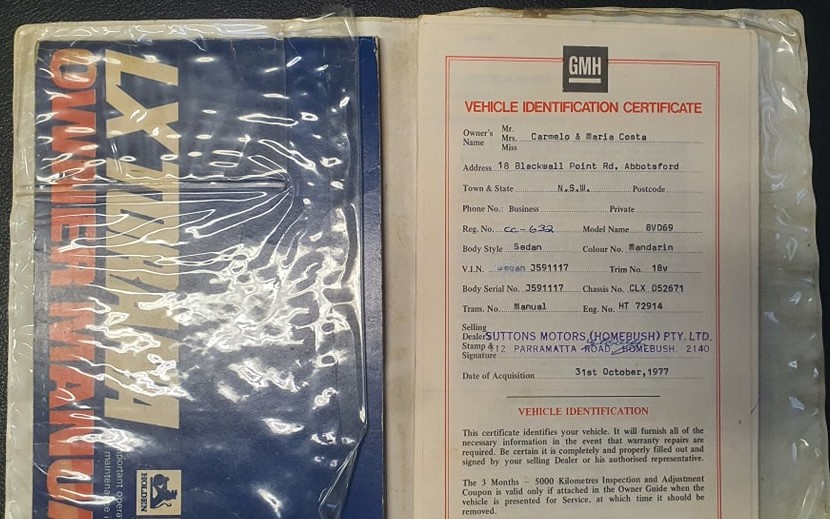 LX TORANA
OWNER MANU
portant opera
maintenance i
HOLDEN
GMH
VEHICLE IDENTIFICATION CERTIFICATE
Owner's Name Mr. Mrs. Miss Carmelo & Maria Costa
Address 18 Blackwall Point Rd. Abbotsford
Town & State N.S.W. Postcode
Phone No.: Business Private
Reg. No. CC-632 Model Name 8VD69
Body Style Sedan Colour No. Mandarin
V.I.N. J591117 Trim No. 18v
Body Serial No. J591117 Chassis No. CLX 052671
Trans. No. Manual Eng. No. HT 72914
Selling Dealers Stamp & Signature
SUTTONS MOTORS (HOMEBUSH) PTY. LTD.
112 PARRAMATTA ROAD, HOMEBUSH. 2140
Date of Acquisition 31st October,1977
VEHICLE IDENTIFICATION
This certificate identifies your vehicle. It will furnish all of the
necessary information in the event that warranty repairs are
required. Be certain it is completely and properly filled out and
signed by your selling Dealer or his authorised representative.
The 3 Months – 5000 Kilometres Inspection and Adjustment
Coupon is valid only if attached in the Owner Guide when the
vehicle is presented for Service, at which time it should be
removed.